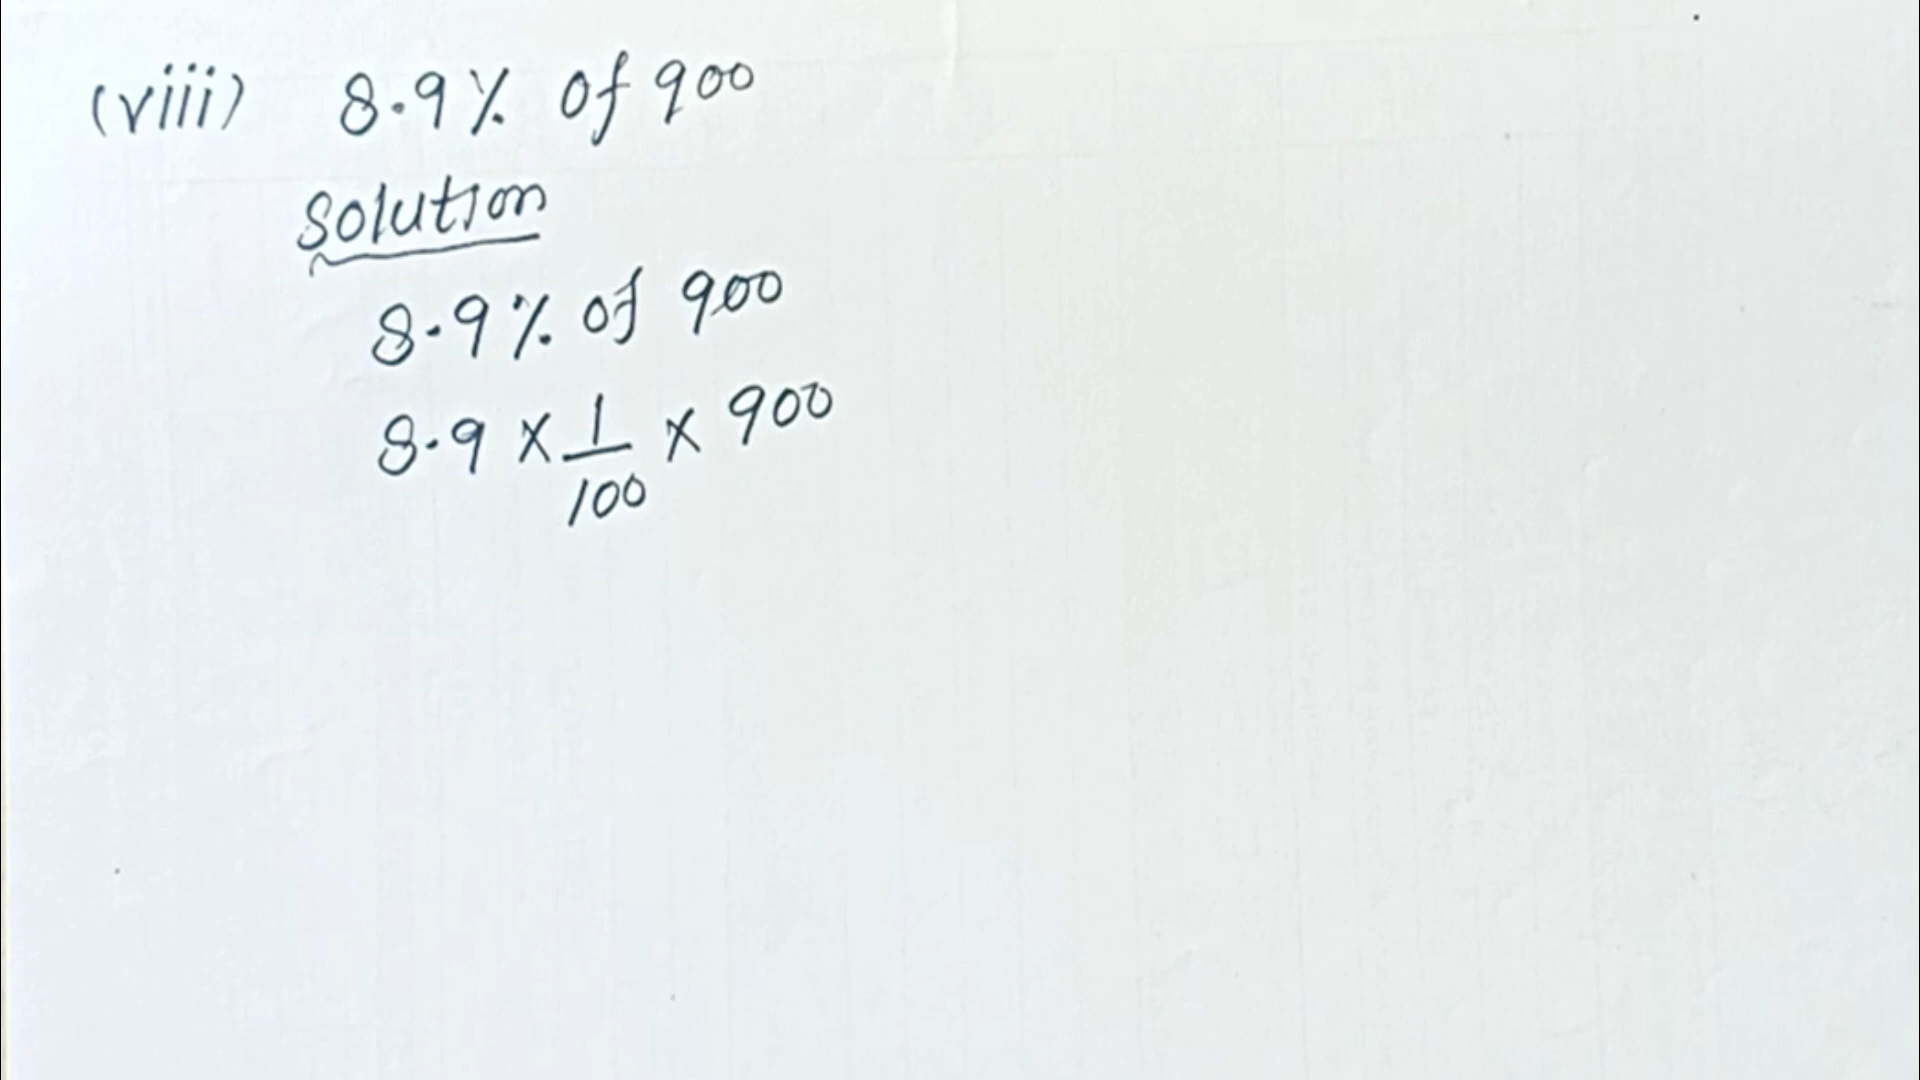 (viii) 8.9% of 900
Solution
8.9% of 900
8.9 × 1/100 × 900